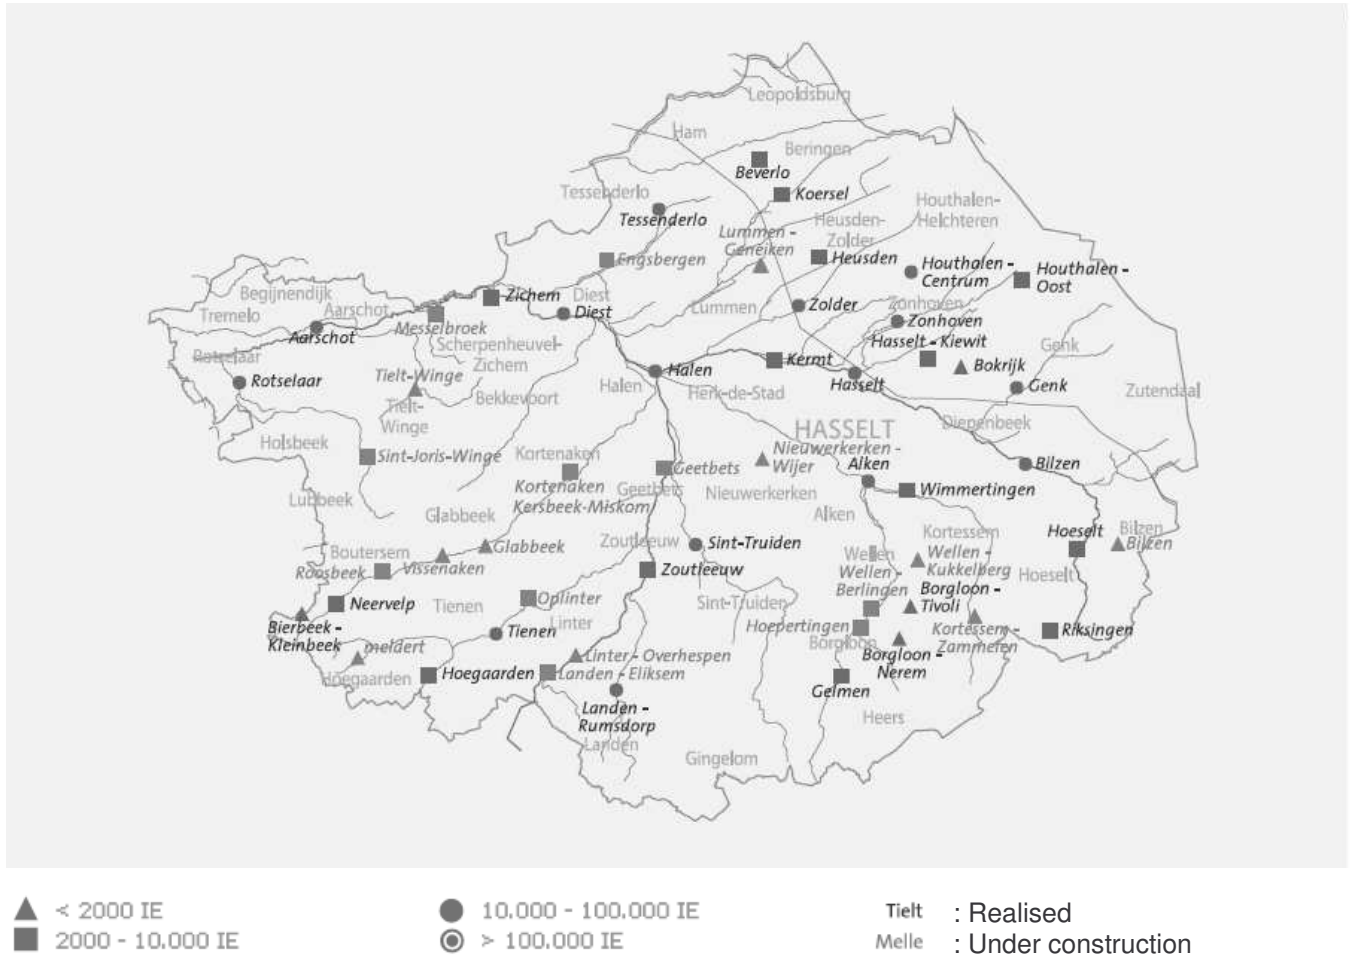 Leopoldsburg
Ham
Beringen
Beverlo
Tessenderlo
Koersel
Houthalen-
Helchteren
Tessenderlo
Heusden-
Zolder
Lummen -
Geneiken
Engsbergen
Heusden
Houthalen -
Centrum
Houthalen -
Oost
Begijnendijk
Zichem
Diest
Tremelo
Aarschot
Diest
Lummen
Zolder
Zonhoven
Aarschot
Messelbroek
Zonhoven
Scherpenheuvel-
Zichem
Hasselt - Kiewit
Genk
Rotselaar
Kermt
Bokrijk
Rotselaar
Tielt-Winge
Halen
Hasselt
Genk
Zutendaal
Halen
Herk-de-Stad
Bekkevoort
Tielt-
Winge
Diepenbeek
HASSELT
Holsbeek
Sint-Joris-Winge
Kortenaken
Nieuwerkerken -
Wijer
Alken
Bilzen
Geetbets
Kortenaken
Kersbeek-Miskom
Geetbets
Nieuwerkerken
Wimmertingen
Lubbeek
Glabbeek
Alken
Kortessem
Hoeselt
Bilzen
Bilzen
Boutersem
Glabbeek
Zoutleeuw
Sint-Truiden
Wellen
Wellen -
Kukkelberg
Roosbeek
Vissenaken
Zoutleeuw
Wellen -
Berlingen
Hoeselt
Borgloon -
Tivoli
Neervelp
Tienen
Oplinter
Sint-Truiden
Linter
Hoepertingen
Kortessem -
Zammelen
Riksingen
Bierbeek -
Kleinbeek
Tienen
Borgloon
meldert
Linter - Overhespen
Borgloon -
Nerem
Hoegaarden
Hoegaarden
Landen - Eliksem
Gelmen
Landen -
Rumsdorp
Heers
Landen
Gingelom
< 2000 IE
10.000 - 100.000 IE
Tielt : Realised
2000 - 10.000 IE
> 100.000 IE
Melle : Under construction